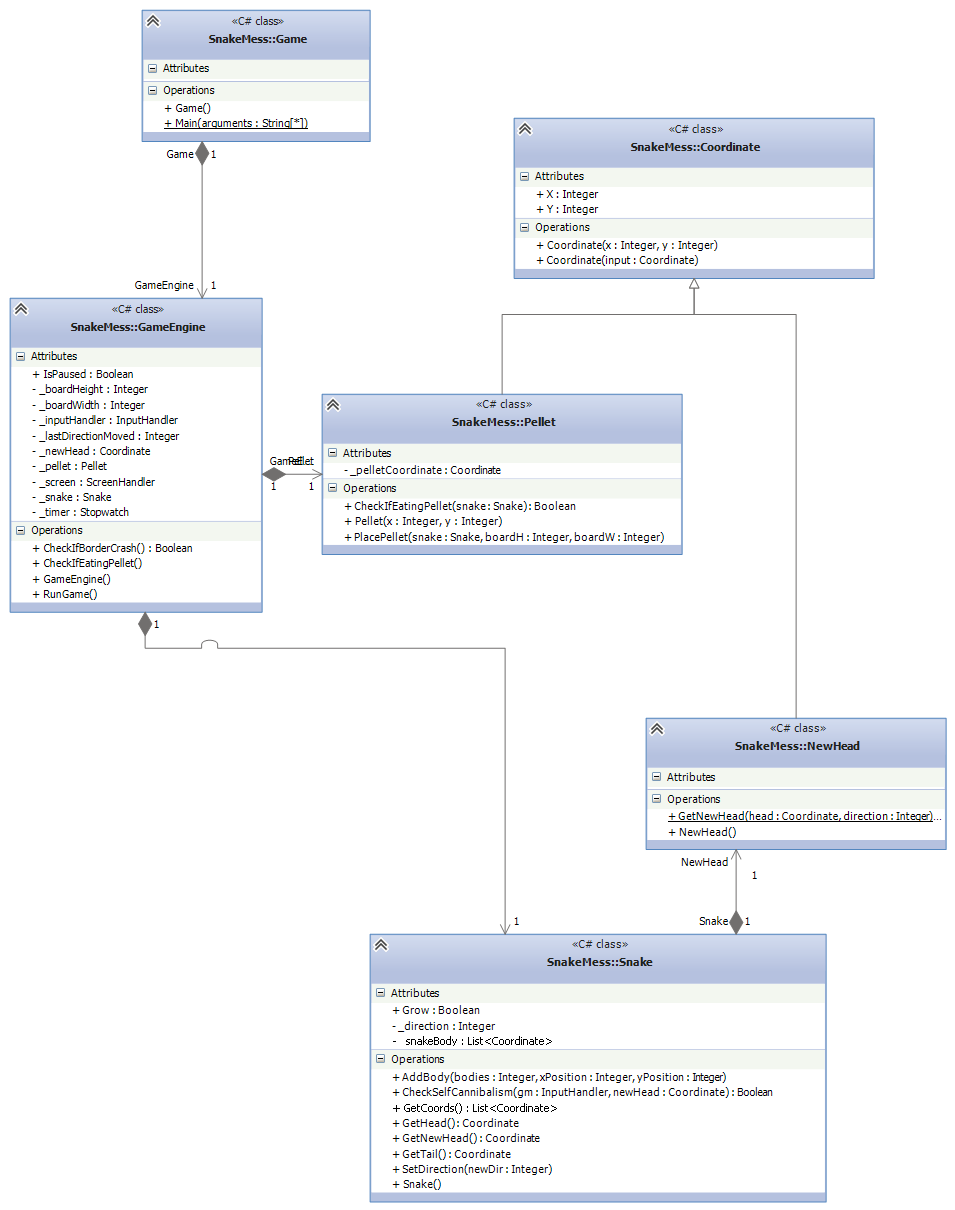 «C# class»
SnakeMess::Game
Attributes
Operations
+ Game()
+ Main(arguments : String[*])
Game
1
GameEngine
1
«C# class»
SnakeMess::Coordinate
Attributes
+ X : Integer
+ Y : Integer
Operations
+ Coordinate(x : Integer, y : Integer)
+ Coordinate(input : Coordinate)
«C# class»
SnakeMess::GameEngine
Attributes
+ IsPaused : Boolean
- _boardHeight : Integer
- _boardWidth : Integer
- _inputHandler : InputHandler
- _lastDirectionMoved : Integer
- _newHead : Coordinate
- _pellet : Pellet
- _screen : ScreenHandler
- _snake : Snake
- _timer : Stopwatch
Operations
+ CheckIfBorderCrash() : Boolean
+ CheckIfEatingPellet()
+ GameEngine()
+ RunGame()
Pellet
1
1
«C# class»
SnakeMess::Pellet
Attributes
- _pelletCoordinate : Coordinate
Operations
+ CheckIfEatingPellet(snake: Snake): Boolean
+ Pellet(x : Integer, y : Integer)
+ PlacePellet(snake : Snake, boardH : Integer, boardW : Integer)
1
1
«C# class»
SnakeMess::NewHead
Attributes
Operations
+ GetNewHead(head : Coordinate, direction : Integer)...
+ NewHead()
NewHead
1
Snake
1
«C# class»
SnakeMess::Snake
Attributes
+ Grow : Boolean
- _direction : Integer
- snakeBody : List<Coordinate>
Operations
+ AddBody(bodies : Integer, xPosition : Integer, yPosition : Integer)
+ CheckSelfCannibalism(gm : InputHandler, newHead : Coordinate) : Boolean
+ GetCoords() : List<Coordinate>
+ GetHead() : Coordinate
+ GetNewHead() : Coordinate
+ GetTail() : Coordinate
+ SetDirection(newDir : Integer)
+ Snake()